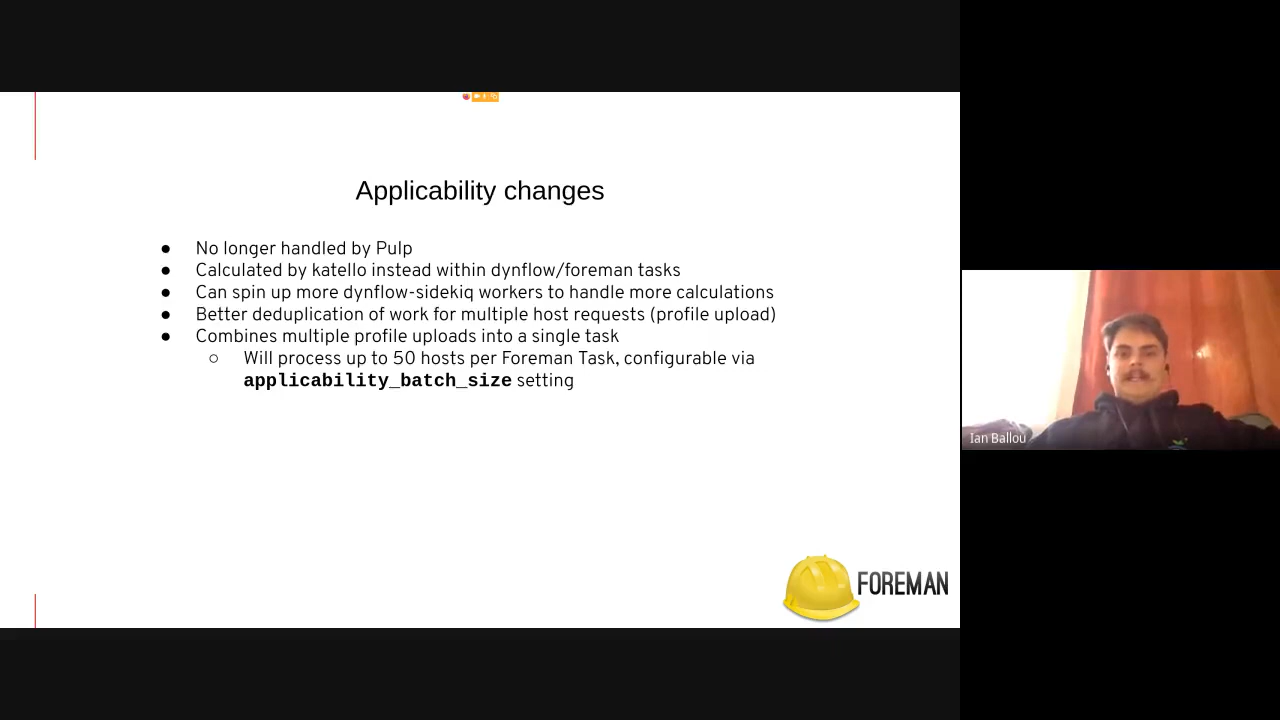 Applicability changes
● No longer handled by Pulp
● Calculated by katello instead within dynflow/foreman tasks
● Can spin up more dynflow-sidekiq workers to handle more calculations
● Better deduplication of work for multiple host requests (profile upload)
● Combines multiple profile uploads into a single task
○ Will process up to 50 hosts per Foreman Task, configurable via
applicability_batch_size setting
FOREMAN
Ian Ballou